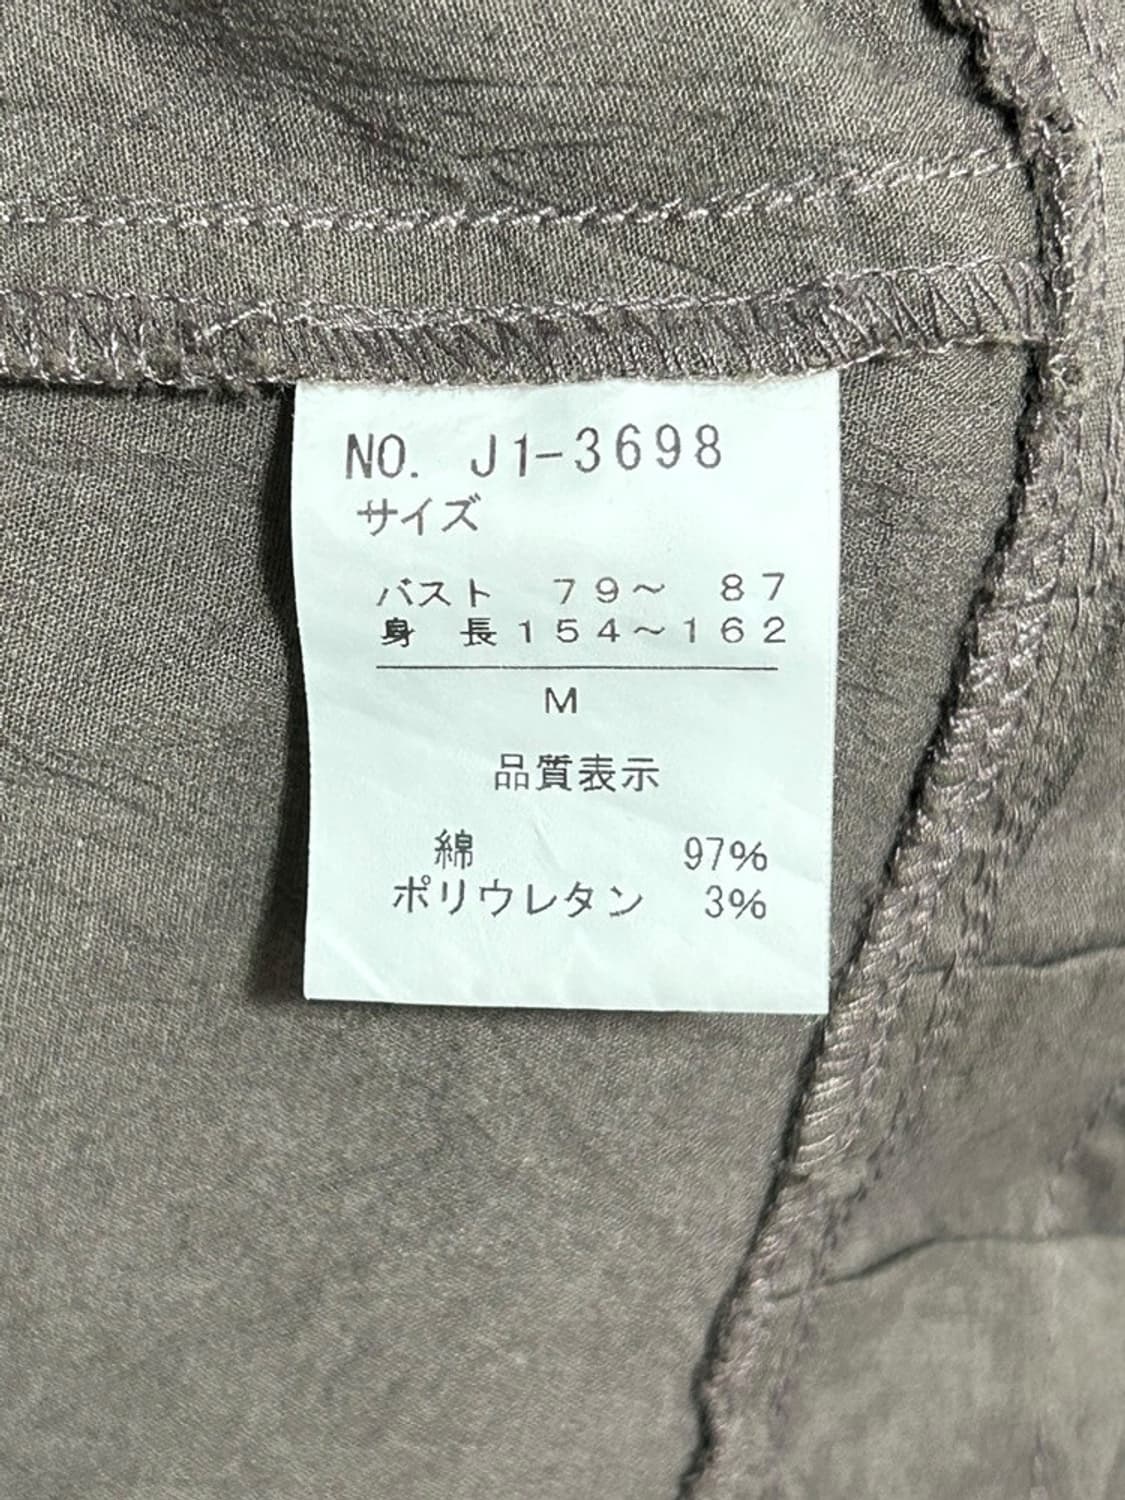 NO. J1-3698
サイズ
バスト 79〜 87
身 長154〜162
M
品質表示
綿 97%
ポリウレタン 3%